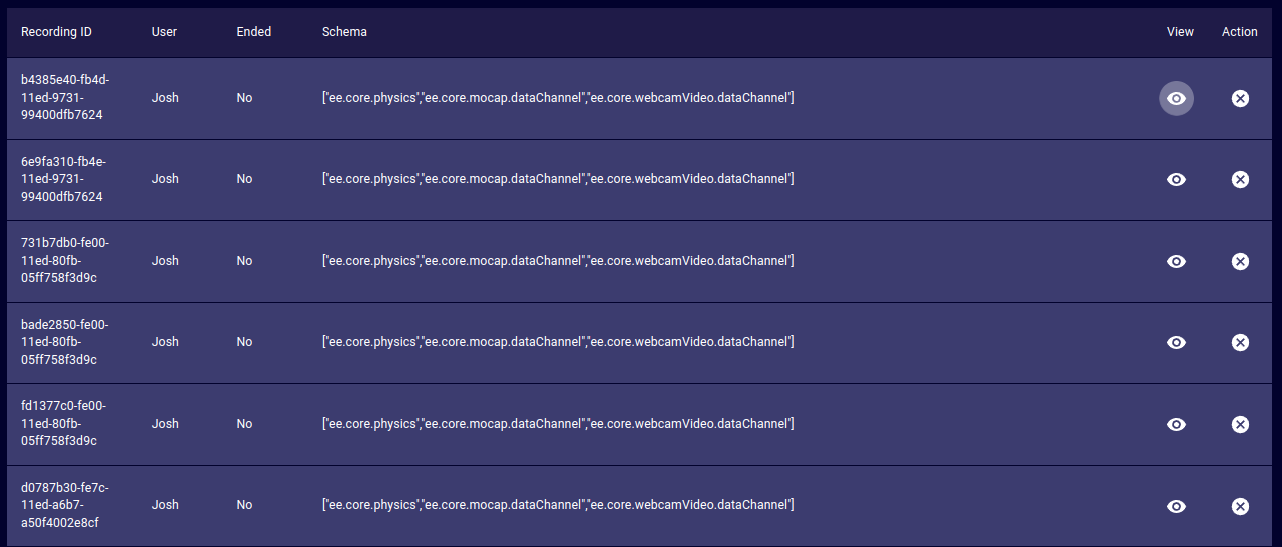 Recording ID User Ended Schema View Action
b4385e40-fb4d-
11ed-9731-
99400dfb7624
Josh No ["ee.core.physics","ee.core.mocap.dataChannel","ee.core.webcamVideo.dataChannel"]
6e9fa310-fb4e-
11ed-9731-
99400dfb7624
Josh No ["ee.core.physics","ee.core.mocap.dataChannel","ee.core.webcamVideo.dataChannel"]
731b7db0-fe00-
11ed-80fb-
05ff758f3d9c
Josh No ["ee.core.physics","ee.core.mocap.dataChannel","ee.core.webcamVideo.dataChannel"]
bade2850-fe00-
11ed-80fb-
05ff758f3d9c
Josh No ["ee.core.physics","ee.core.mocap.dataChannel","ee.core.webcamVideo.dataChannel"]
fd1377c0-fe00-
11ed-80fb-
05ff758f3d9c
Josh No ["ee.core.physics","ee.core.mocap.dataChannel","ee.core.webcamVideo.dataChannel"]
d0787b30-fe7c-
11ed-a6b7-
a50f4002e8cf
Josh No ["ee.core.physics","ee.core.mocap.dataChannel","ee.core.webcamVideo.dataChannel"]